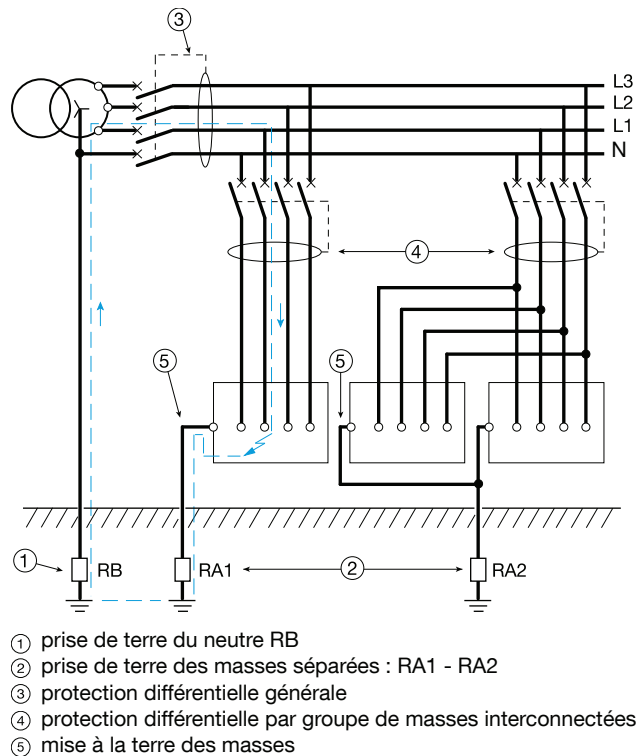 ③
L3
L2
L1
N
④
⑤
⑤
①
RB
RA1
②
RA2
① prise de terre du neutre RB
② prise de terre des masses séparées : RA1 - RA2
③ protection différentielle générale
④ protection différentielle par groupe de masses interconnectées
⑤ mise à la terre des masses